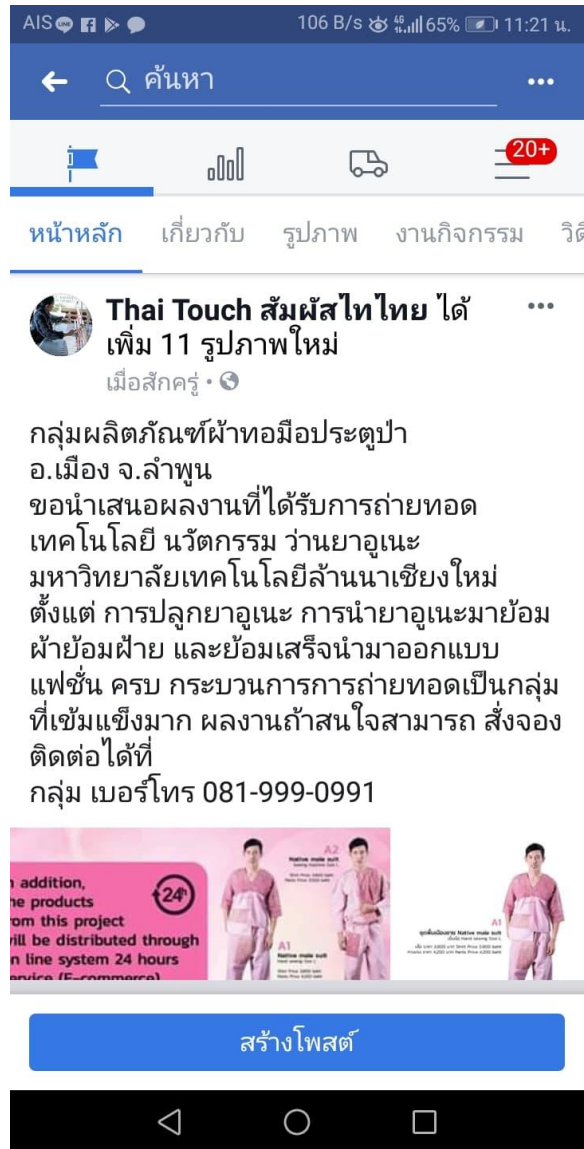 AIS 106 B/s 4G 65% 11:21 น.
ค้นหา
20+
หน้าหลัก เกี่ยวกับ รูปภาพ งานกิจกรรม วิดี
Thai Touch สัมผัสไทไทย ได้
เพิ่ม 11 รูปภาพใหม่
เมื่อสักครู่ •
กลุ่มผลิตภัณฑ์ผ้าทอมือประตูป่า
อ.เมือง จ.ลำพูน
ขอนำเสนอผลงานที่ได้รับการถ่ายทอด
เทคโนโลยี นวัตกรรม ว่านยาอูเนะ
มหาวิทยาลัยเทคโนโลยีล้านนาเชียงใหม่
ตั้งแต่ การปลูกยาอูเนะ การนำยาอูเนะมาย้อม
ผ้าย้อมฝ้าย และย้อมเสร็จนำมาออกแบบ
แฟชั่น ครบ กระบวนการการถ่ายทอดเป็นกลุ่ม
ที่เข้มแข็งมาก ผลงานถ้าสนใจสามารถ สั่งจอง
ติดต่อได้ที่
กลุ่ม เบอร์โทร 081-999-0991
addition,
products
om this project
ill be distributed through
n line system 24 hours
ervice (E-commerce)
24h
A2
Native male suit
A1
Native male suit
A1
Native male suit
สร้างโพสต์